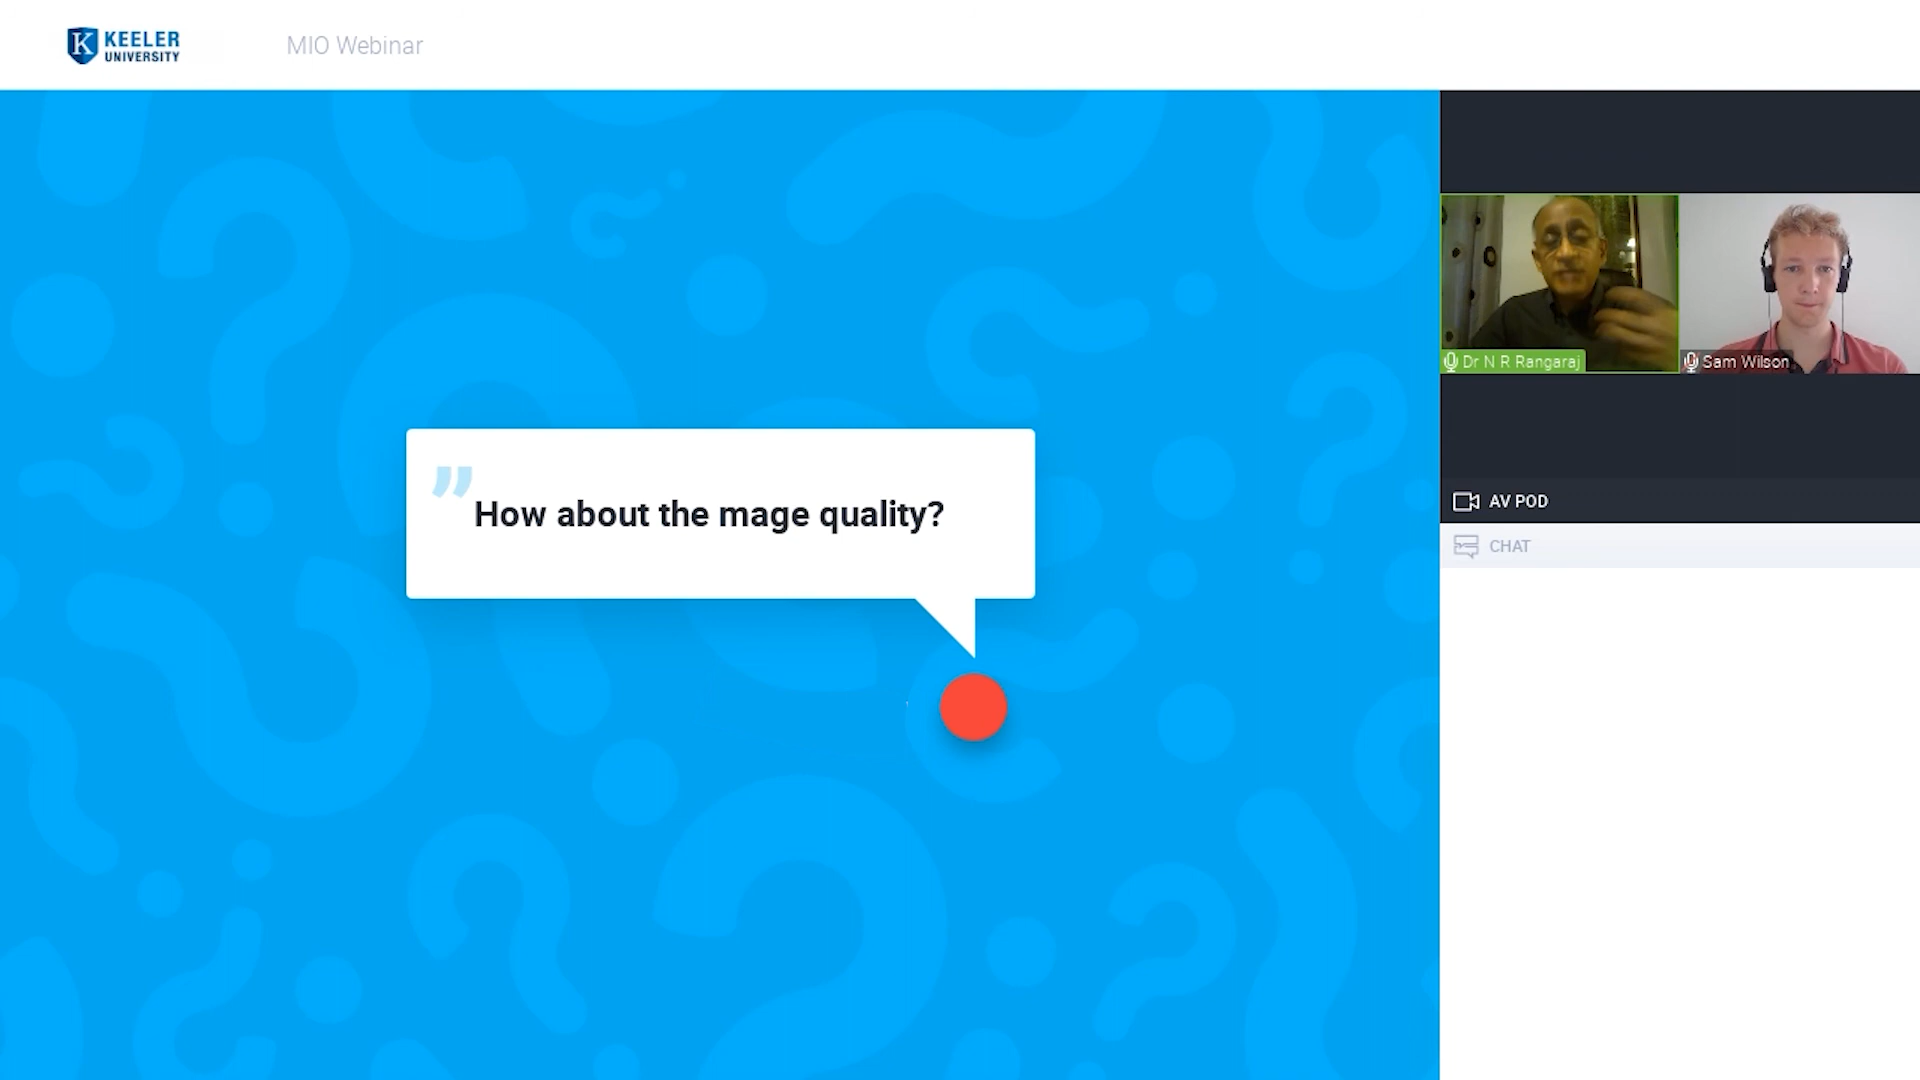 K KEELER
UNIVERSITY
MIO Webinar
" How about the mage quality?
Dr N R Rangaraj
Sam Wilson
AV POD
CHAT